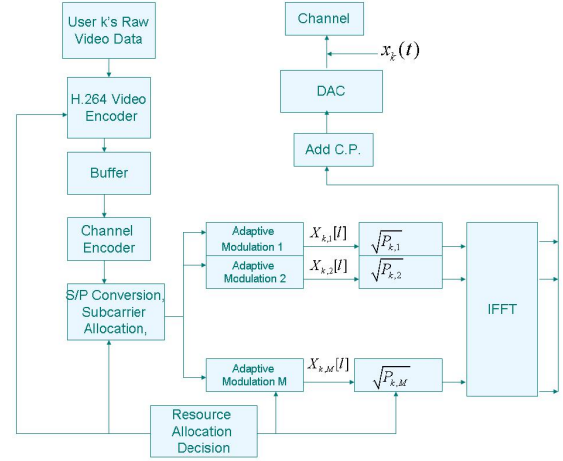 User k's Raw
Video Data
Channel
x_k(t)
H.264 Video
Encoder
DAC
Add C.P.
Buffer
Channel
Encoder
Adaptive
Modulation 1
X_{k,1}[l]
√P_{k,1}
Adaptive
Modulation 2
X_{k,2}[l]
√P_{k,2}
S/P Conversion,
Subcarrier
Allocation,
IFFT
Adaptive
Modulation M
X_{k,M}[l]
√P_{k,M}
Resource
Allocation
Decision